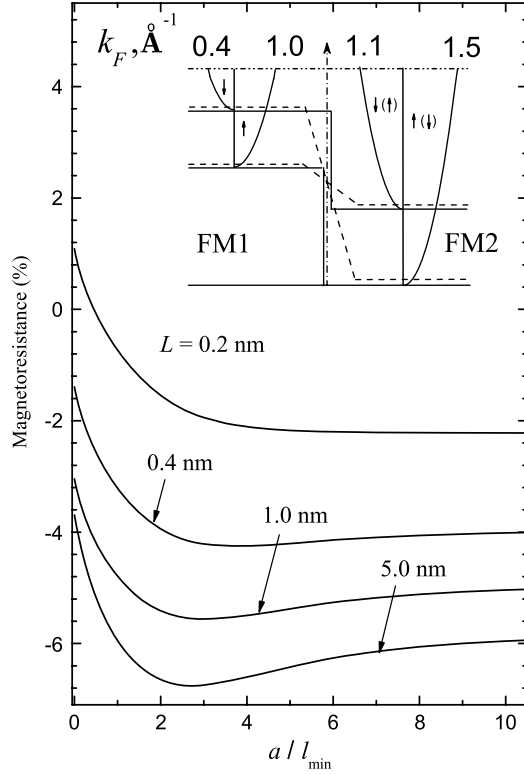 k_F , Å⁻¹
0.4 1.0 1.1 1.5
↓ ↑ ↓(↑) ↑(↓)
FM1 FM2
4
2
0
-2
-4
-6
Magnetoresistance (%)
L = 0.2 nm
0.4 nm
1.0 nm
5.0 nm
0 2 4 6 8 10
a / l_min